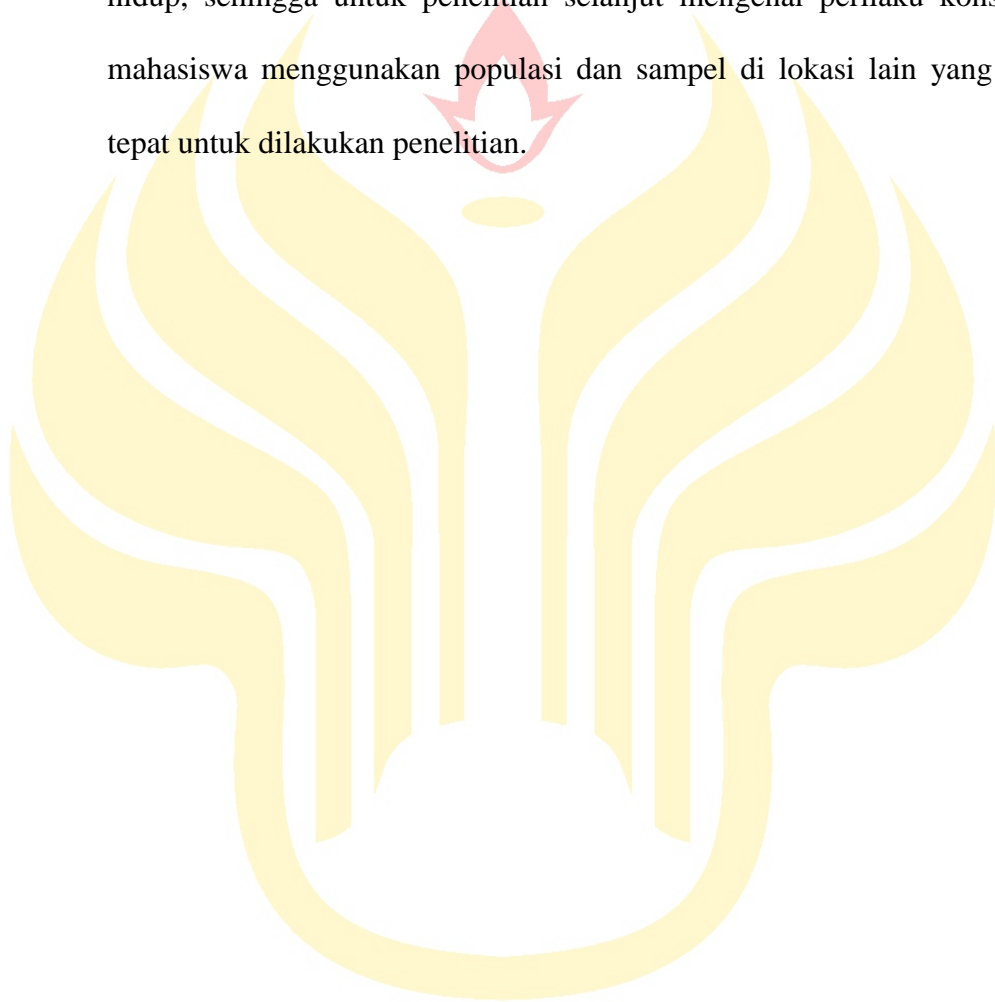 hidup, sehingga untuk penelitian selanjut mengenai perilaku
mahasiswa menggunakan populasi dan sampel di lokasi lain yang
tepat untuk dilakukan penelitian.